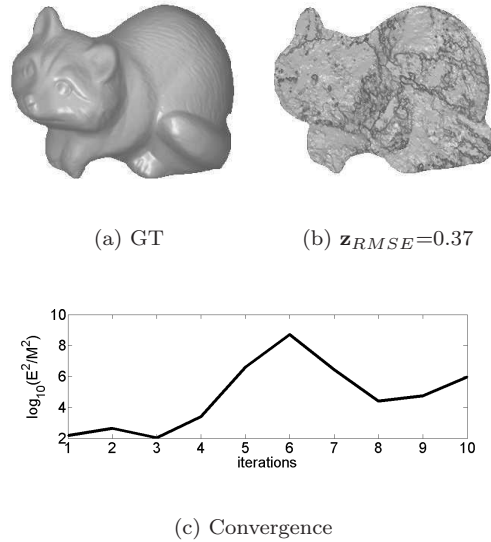 (a) GT
(b) z_RMSE=0.37
log10(E²/M²)
10
8
6
4
2
1 2 3 4 5 6 7 8 9 10
iterations
(c) Convergence